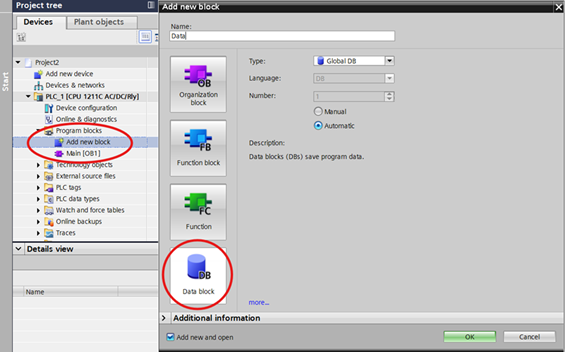 Project tree
Devices
Plant objects
Start
Project2
Add new device
Devices & networks
PLC_1 [CPU 1211C AC/DC/Rly]
Device configuration
Online & diagnostics
Program blocks
Add new block
Main [OB1]
Technology objects
External source files
PLC tags
PLC data types
Watch and force tables
Online backups
Traces
Details view
Name
Add new block
Name:
Data
OB
Organization
block
FB
Function block
FC
Function
DB
Data block
Type:
Global DB
Language:
DB
Number:
1
Manual
Automatic
Description:
Data blocks (DBs) save program data.
more...
Additional information
Add new and open
OK
Cancel